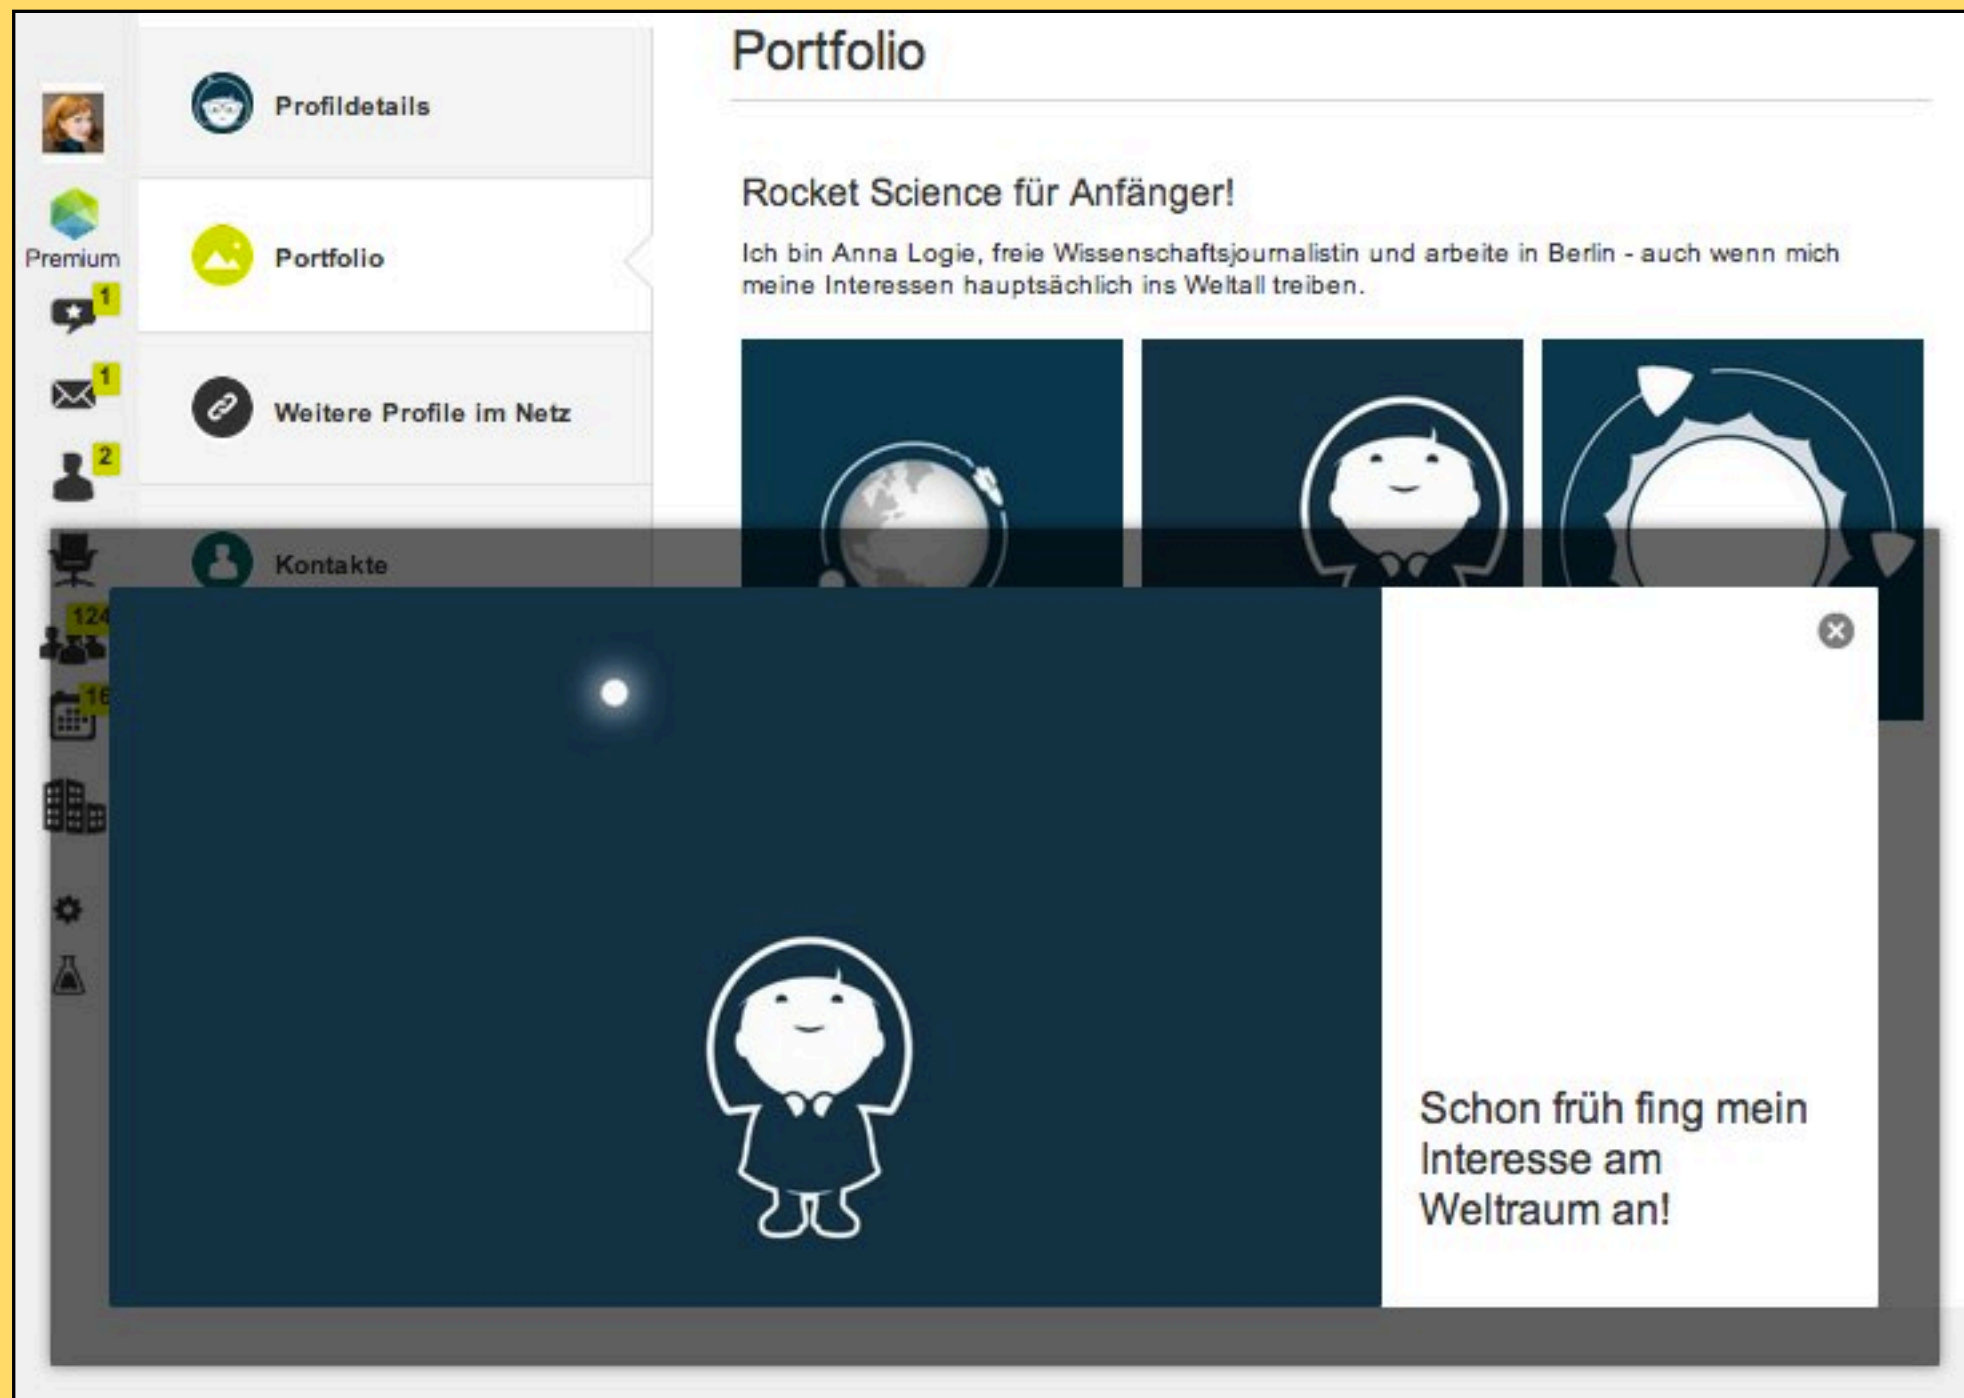 Portfolio
Profildetails
Rocket Science für Anfänger!
Premium
Portfolio
Ich bin Anna Logie, freie Wissenschaftsjournalistin und arbeite in Berlin - auch wenn mich
meine Interessen hauptsächlich ins Weltall treiben.
1
1
Weitere Profile im Netz
2
Kontakte
124
16
Schon früh fing mein
Interesse am
Weltraum an!